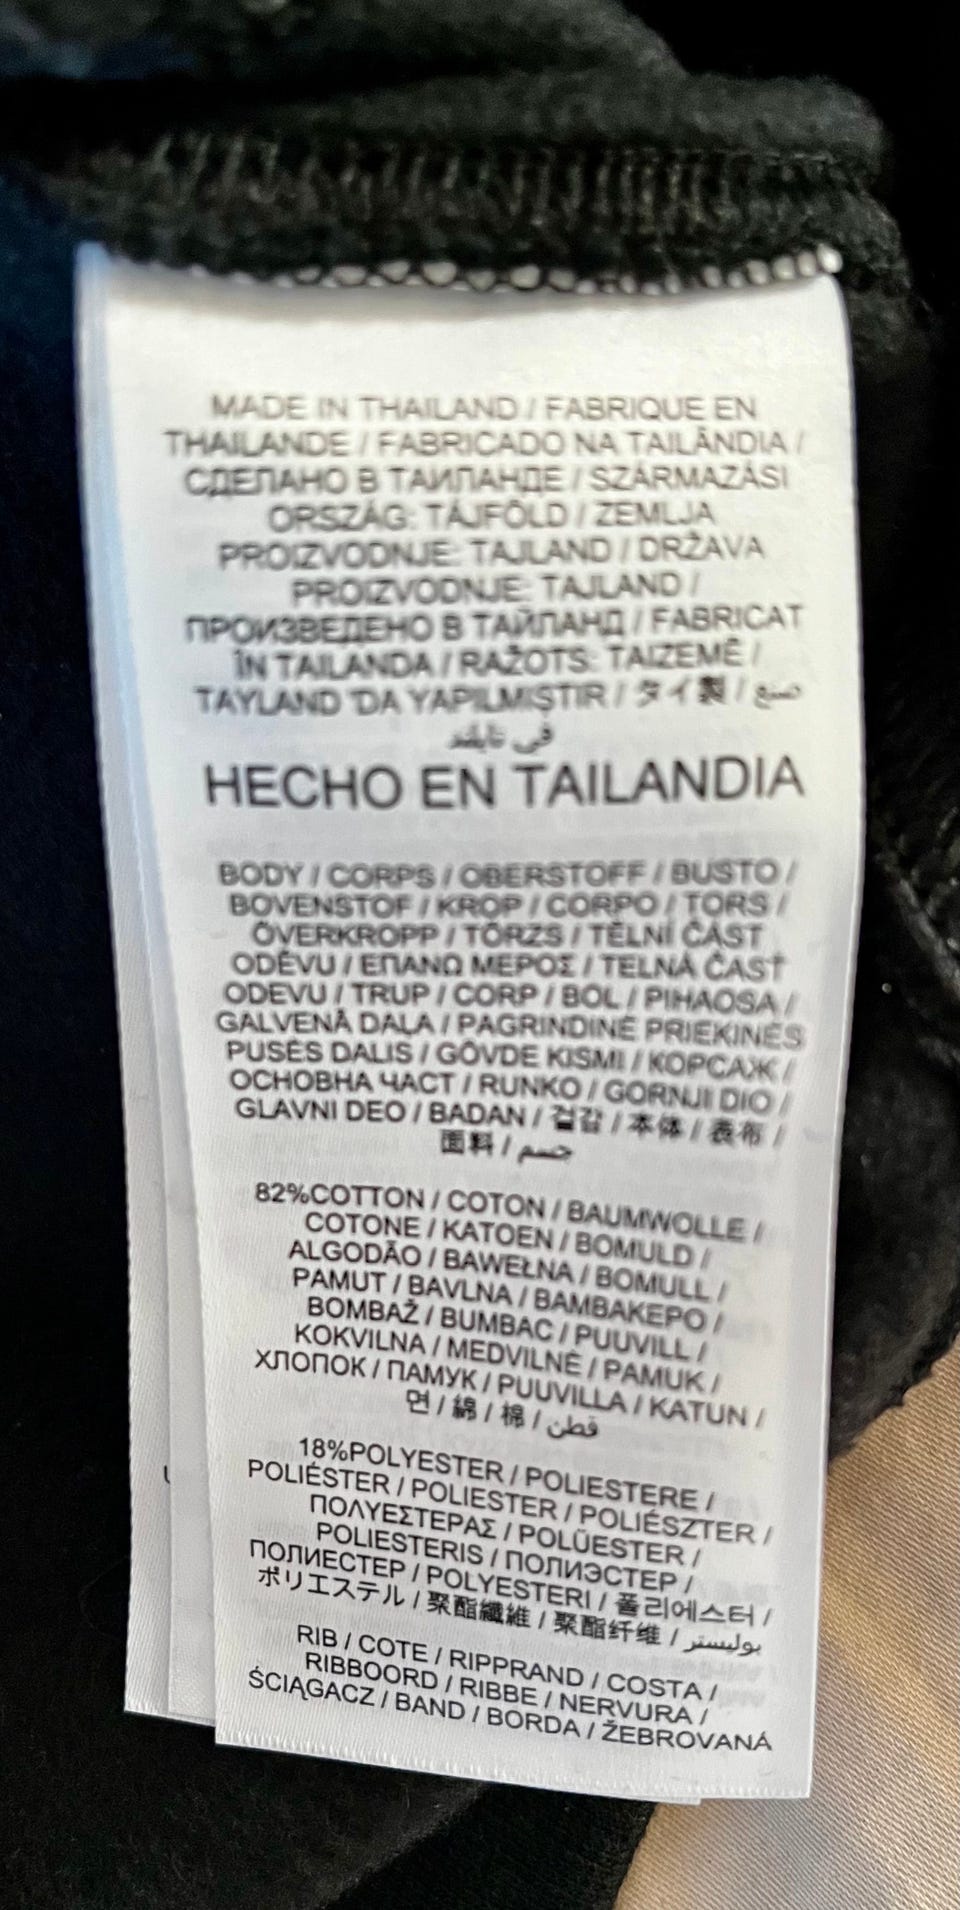 MADE IN THAILAND / FABRIQUE EN
THAILANDE / FABRICADO NA TAILÂNDIA /
СДЕЛАНО В ТАИЛАНДЕ / SZÁRMAZÁSI
ORSZÁG: TÁJFÖLD / ZEMLJA
PROIZVODNJE: TAJLAND / DRŽAVA
PROIZVODNJE: TAJLAND /
ПРОИЗВЕДЕНО В ТАЙЛАНД / FABRICAT
ÎN TAILANDA / RAŽOTS: TAIZEMĒ /
TAYLAND 'DA YAPILMIŞTIR / タイ製 / صنع
في تايلند
HECHO EN TAILANDIA
BODY / CORPS / OBERSTOFF / BUSTO /
BOVENSTOF / KROP / CORPO / TORS /
ÖVERKROPP / TÖRZS / TĚLNÍ ČÁST
ODĚVU / ΕΠΑΝΩ ΜΕΡΟΣ / TELNÁ ČASŤ
ODEVU / TRUP / CORP / BOL / PIHAOSA /
GALVENĀ DAĻA / PAGRINDINĖ PRIEKINĖS
PUSĖS DALIS / GÖVDE KISMI / КОРСАЖ /
ОСНОВНА ЧАСТ / RUNKO / GORNJI DIO /
GLAVNI DEO / BADAN / 겉감 / 本体 / 表布 /
面料 / جسم
82%COTTON / COTON / BAUMWOLLE /
COTONE / KATOEN / BOMULD /
ALGODÃO / BAWEŁNA / BOMULL /
PAMUT / BAVLNA / ΒΑΜΒΑΚΕΡΟ /
BOMBAŽ / BUMBAC / PUUVILL /
KOKVILNA / MEDVILNĖ / PAMUK /
ХЛОПОК / ПАМУК / PUUVILLA / KATUN /
면 / 綿 / 棉 / قطن
18%POLYESTER / POLIESTERE /
POLIÉSTER / POLIESTER / POLIÉSZTER /
ΠΟΛΥΕΣΤΕΡΑΣ / POLÜESTER /
POLIESTERIS / ПОЛИЭСТЕР /
ПОЛИЕСТЕР / POLYESTERI / 폴리에스터 /
ポリエステル / 聚酯纖維 / 聚酯纤维 / بوليستر
RIB / COTE / RIPPRAND / COSTA /
RIBBOORD / RIBBE / NERVURA /
ŚCIĄGACZ / BAND / BORDA / ŽEBROVANÁ